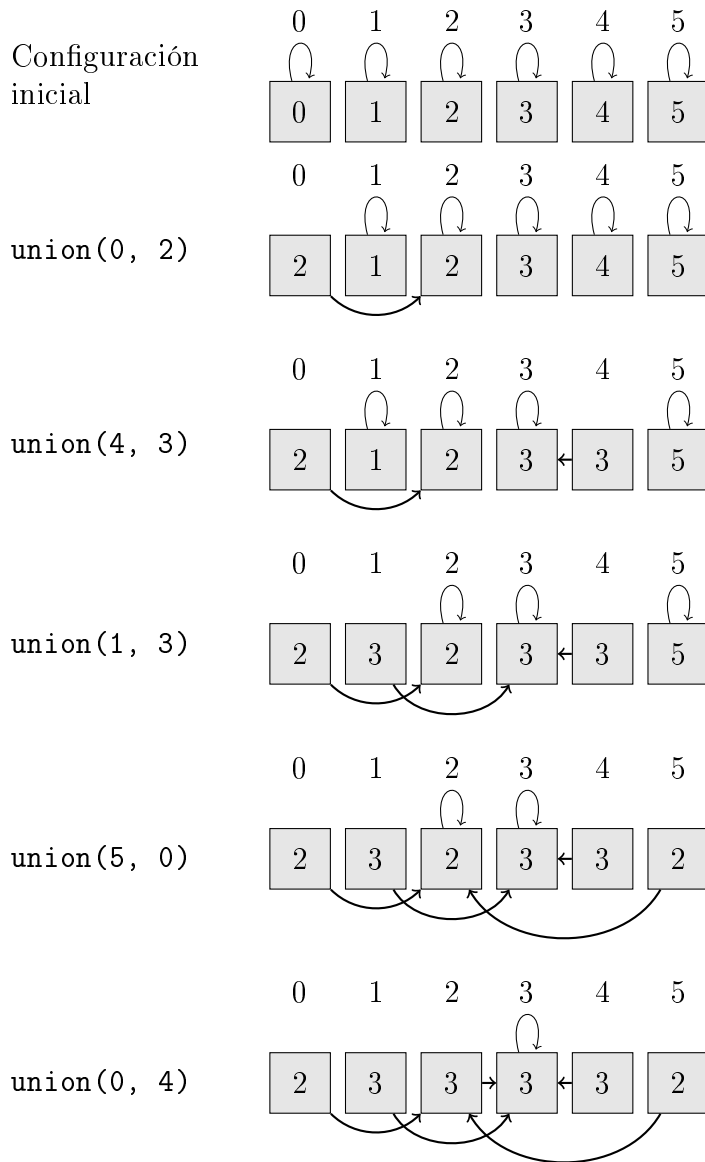 0 1 2 3 4 5
Configuración
inicial
0 1 2 3 4 5
0 1 2 3 4 5
union(0, 2)
2 1 2 3 4 5
0 1 2 3 4 5
union(4, 3)
2 1 2 3 3 5
0 1 2 3 4 5
union(1, 3)
2 3 2 3 3 5
0 1 2 3 4 5
union(5, 0)
2 3 2 3 3 2
0 1 2 3 4 5
union(0, 4)
2 3 3 3 3 2